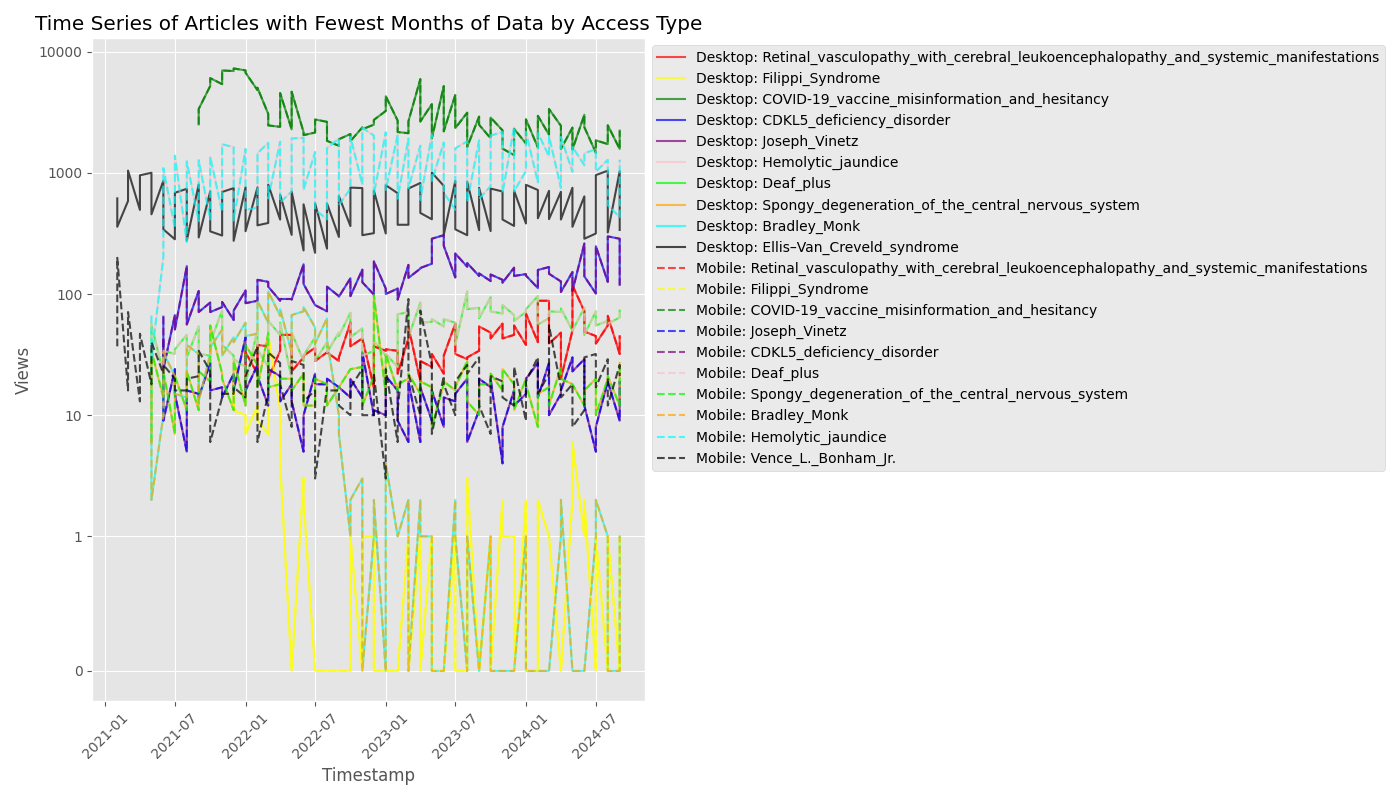 Time Series of Articles with Fewest Months of Data by Access Type
10000
1000
100
10
1
0
Views
2021-01
2021-07
2022-01
2022-07
2023-01
2023-07
2024-01
2024-07
Timestamp
Desktop: Retinal_vasculopathy_with_cerebral_leukoencephalopathy_and_systemic_manifestations
Desktop: Filippi_Syndrome
Desktop: COVID-19_vaccine_misinformation_and_hesitancy
Desktop: CDKL5_deficiency_disorder
Desktop: Joseph_Vinetz
Desktop: Hemolytic_jaundice
Desktop: Deaf_plus
Desktop: Spongy_degeneration_of_the_central_nervous_system
Desktop: Bradley_Monk
Desktop: Ellis–Van_Creveld_syndrome
Mobile: Retinal_vasculopathy_with_cerebral_leukoencephalopathy_and_systemic_manifestations
Mobile: Filippi_Syndrome
Mobile: COVID-19_vaccine_misinformation_and_hesitancy
Mobile: Joseph_Vinetz
Mobile: CDKL5_deficiency_disorder
Mobile: Deaf_plus
Mobile: Spongy_degeneration_of_the_central_nervous_system
Mobile: Bradley_Monk
Mobile: Hemolytic_jaundice
Mobile: Vence_L._Bonham_Jr.